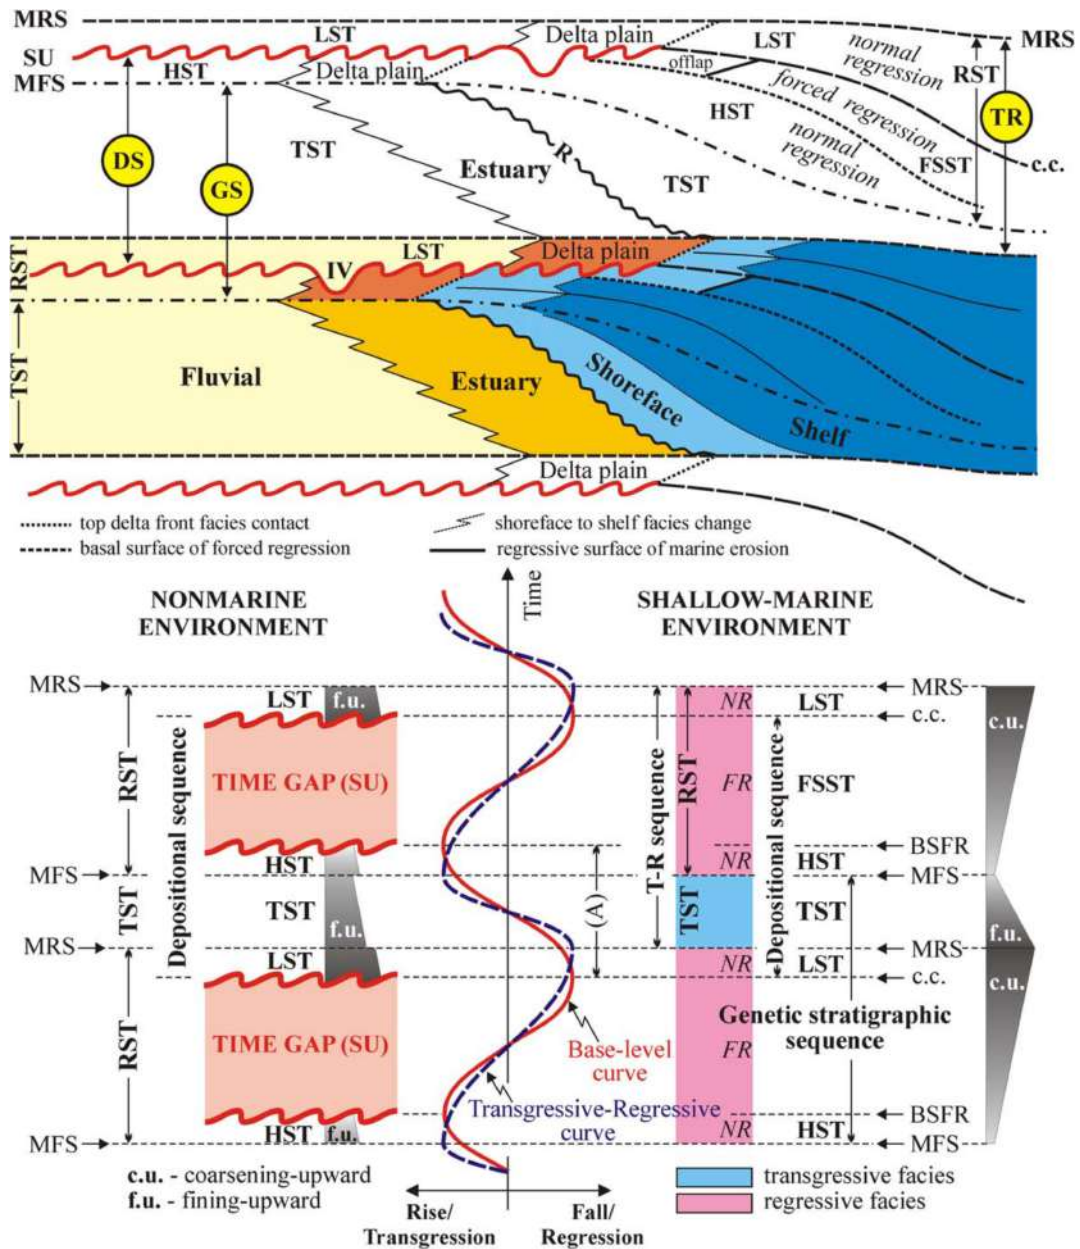 MRS
LST
Delta plain
LST
normal
regression
MRS
SU
HST
Delta plain
offlap
RST
MFS
forced regression
TR
DS
GS
TST
Estuary
R
TST
HST
normal
regression
FSST
c.c.
RST
LST
Delta plain
IV
TST
Fluvial
Estuary
Shoreface
Shelf
Delta plain
top delta front facies contact
shoreface to shelf facies change
basal surface of forced regression
regressive surface of marine erosion
NONMARINE
ENVIRONMENT
Time
SHALLOW-MARINE
ENVIRONMENT
MRS
LST
f.u.
NR
LST
MRS
c.c.
c.u.
RST
Depositional sequence
TIME GAP (SU)
T-R sequence
RST
FR
FSST
Depositional sequence
BSFR
HST
NR
HST
MFS
MFS
TST
TST
f.u.
(A)
TST
TST
f.u.
MRS
LST
NR
LST
MRS
c.c.
c.u.
RST
TIME GAP (SU)
Genetic stratigraphic
sequence
FR
Base-level
curve
Transgressive-Regressive
curve
BSFR
MFS
HST
f.u.
NR
HST
MFS
c.u. - coarsening-upward
f.u. - fining-upward
transgressive facies
regressive facies
Rise/
Transgression
Fall/
Regression